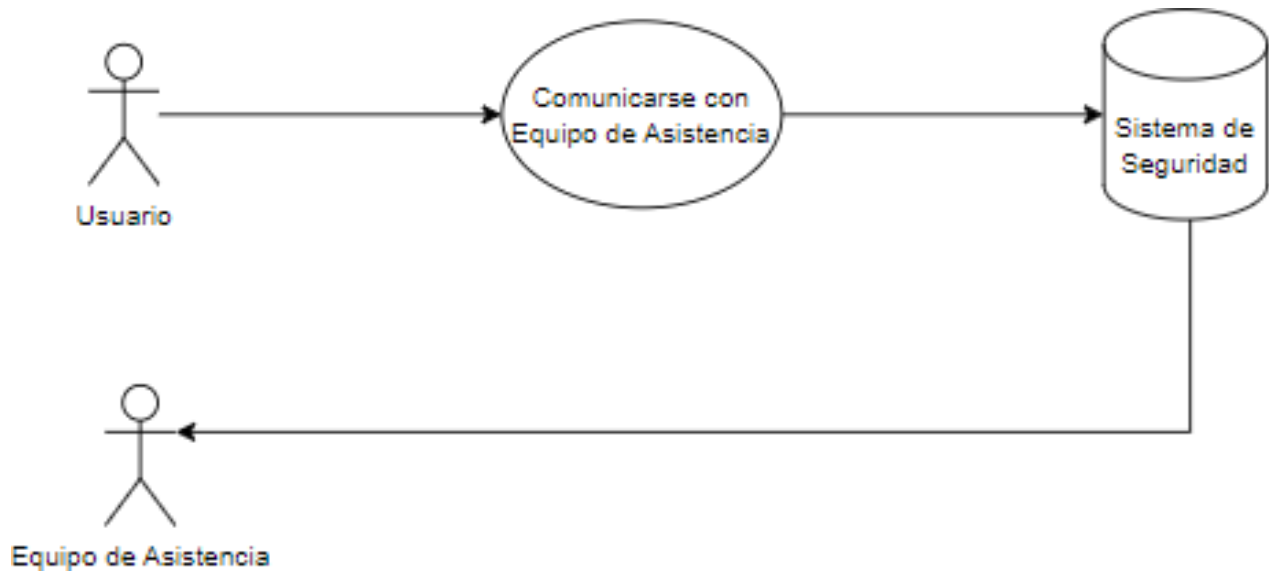 Comunicarse con
Equipo de Asistencia
Sistema de
Seguridad
Usuario
Equipo de Asistencia